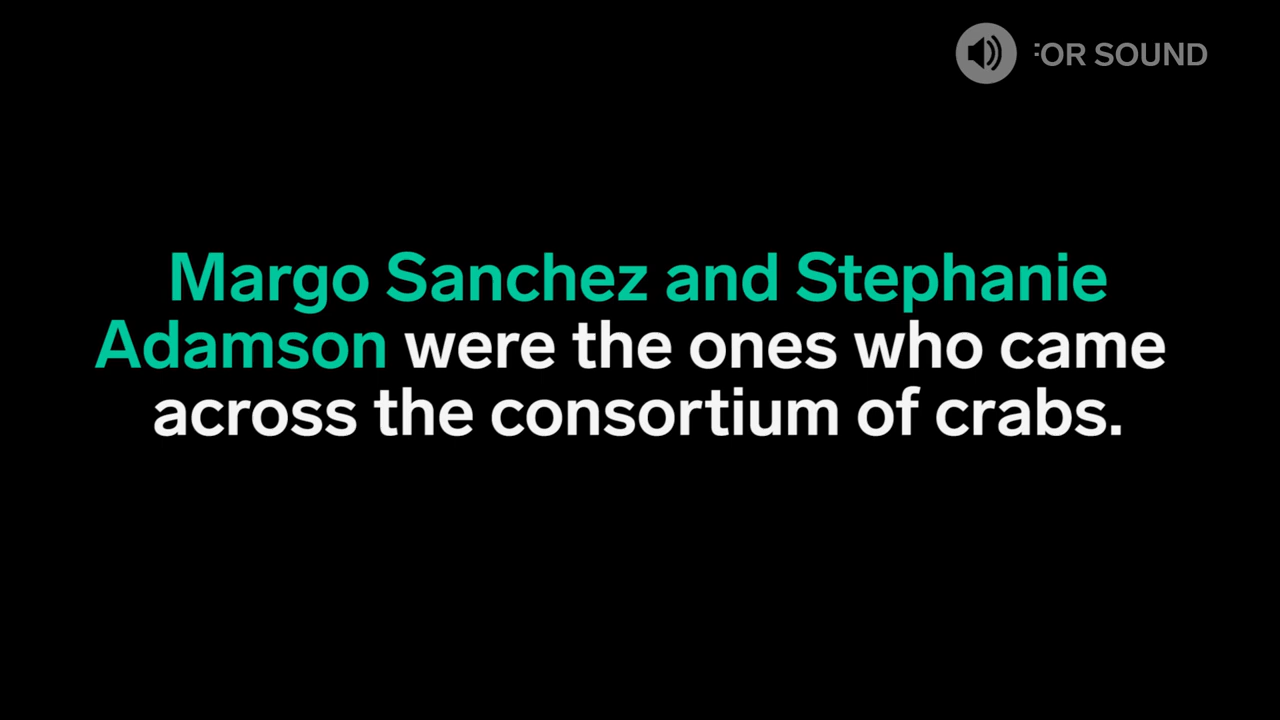 OR SOUND
Margo Sanchez and Stephanie
Adamson were the ones who came
across the consortium of crabs.